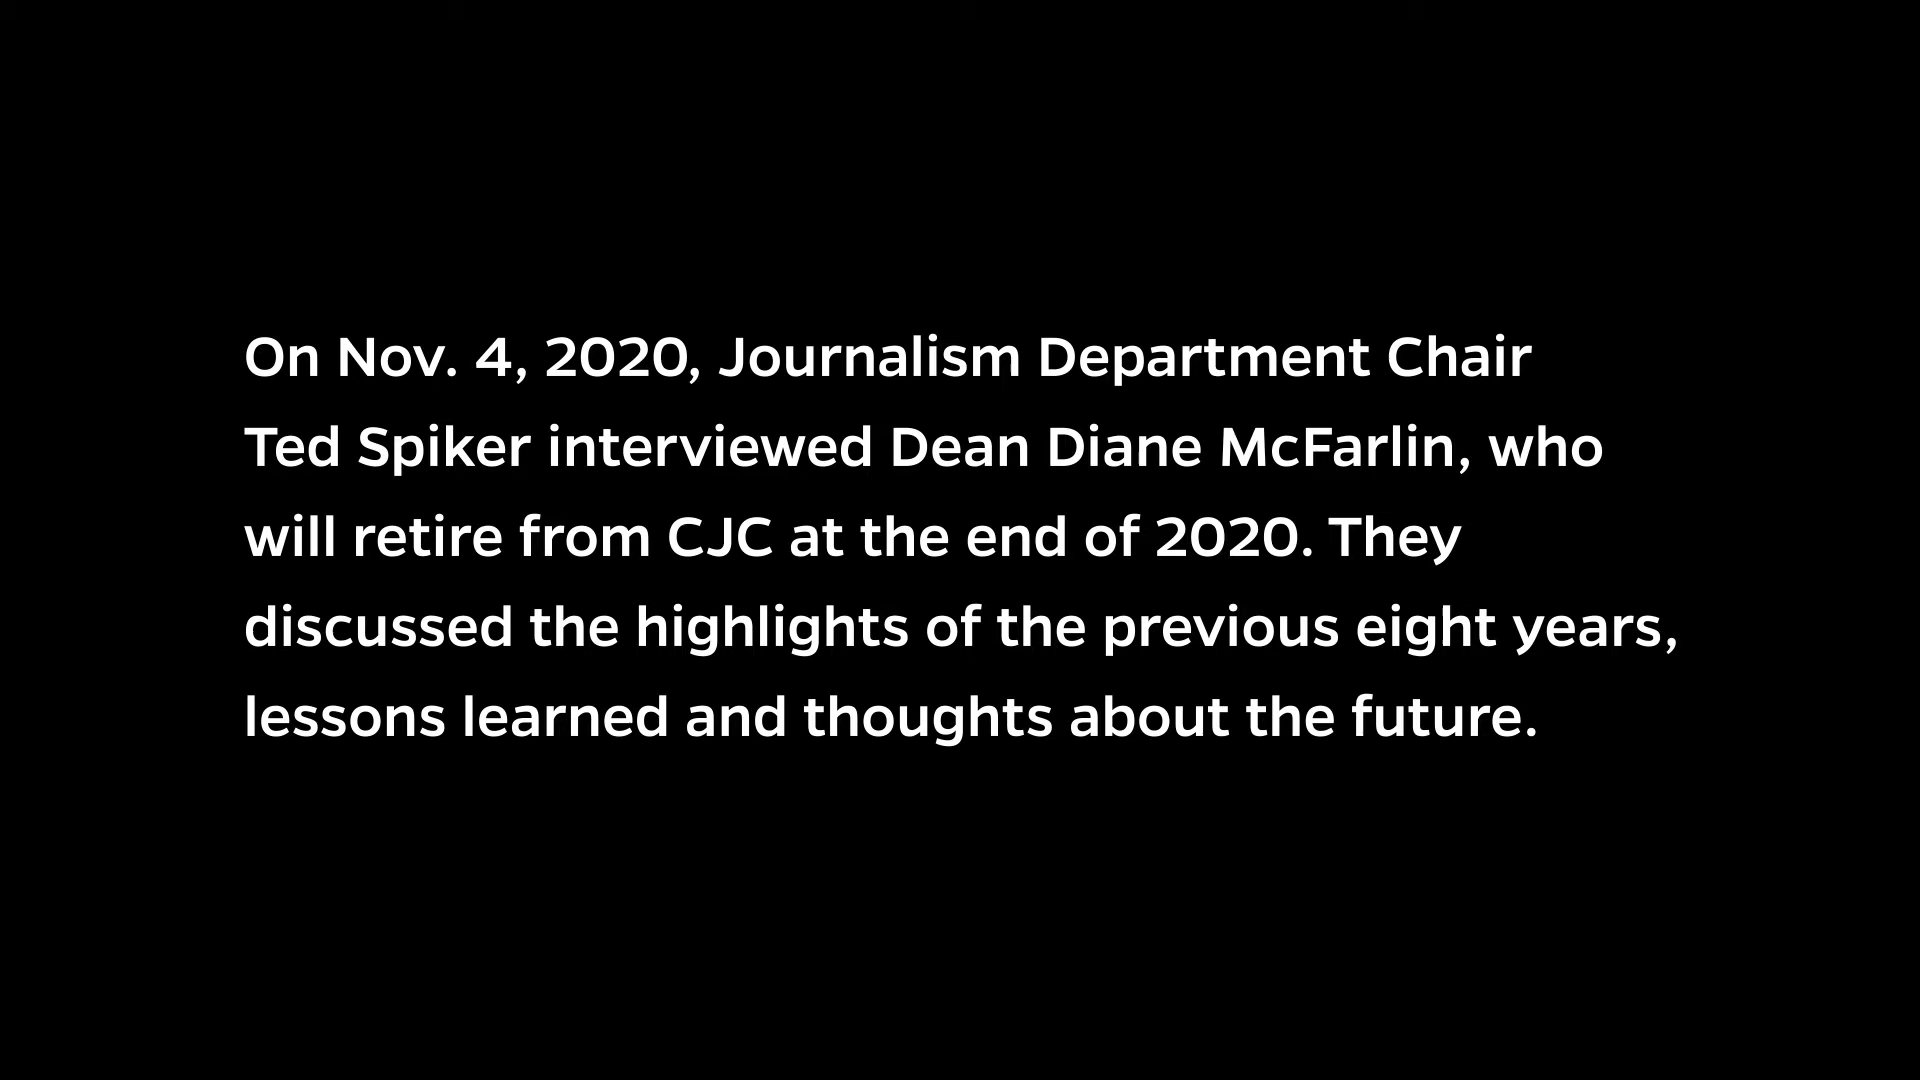 On Nov. 4, 2020, Journalism Department Chair
Ted Spiker interviewed Dean Diane McFarlin, who
will retire from CJC at the end of 2020. They
discussed the highlights of the previous eight years,
lessons learned and thoughts about the future.